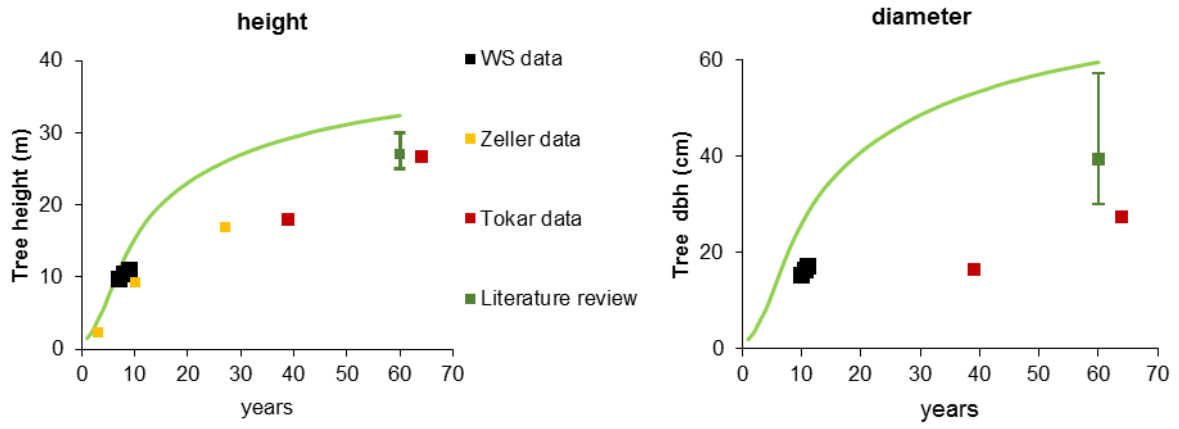 height
40
30
20
10
0
Tree height (m)
0 10 20 30 40 50 60 70
years
WS data
Zeller data
Tokar data
Literature review
diameter
60
40
20
0
Tree dbh (cm)
0 10 20 30 40 50 60 70
years